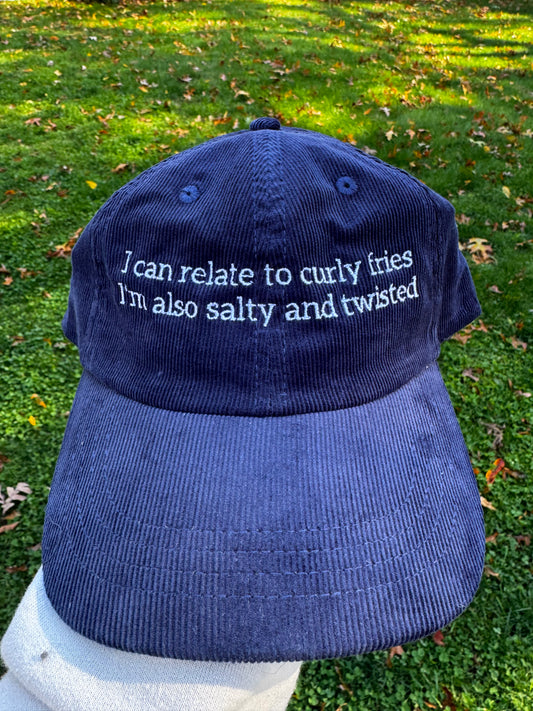 I can relate to curly fries
I'm also salty and twisted